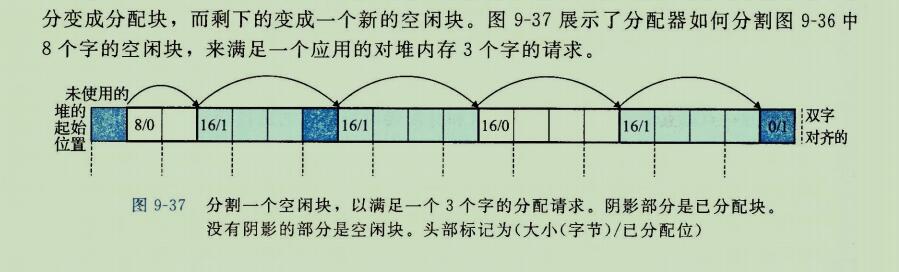 分变成分配块，而剩下的变成一个新的空闲块。图 9-37 展示了分配器如何分割图 9-36 中
8 个字的空闲块，来满足一个应用的对堆内存 3 个字的请求。
未使用的
堆的
起始
位置
8/0
16/1
16/1
16/0
16/1
0/1
双字
对齐的
图 9-37 分割一个空闲块，以满足一个 3 个字的分配请求。阴影部分是已分配块。
没有阴影的部分是空闲块。头部标记为(大小(字节)/已分配位)